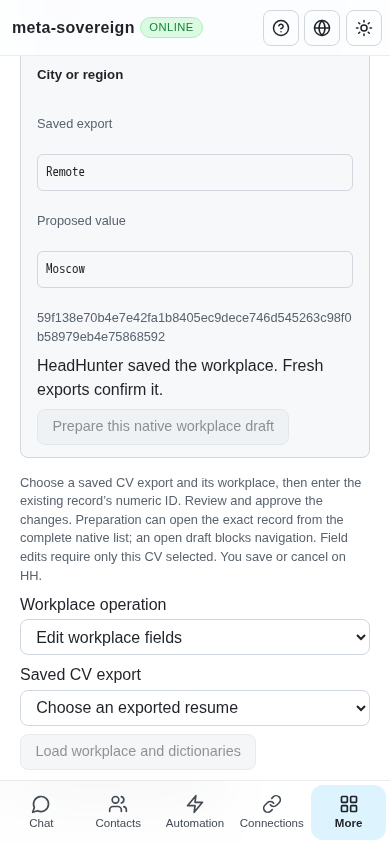 meta-sovereign ONLINE
City or region
Saved export
Remote
Proposed value
Moscow
59f138e70b4e7e42fa1b8405ec9dece746d545263c98f0
b58979eb4e75868592
HeadHunter saved the workplace. Fresh
exports confirm it.
Prepare this native workplace draft
Choose a saved CV export and its workplace, then enter the
existing record's numeric ID. Review and approve the
changes. Preparation can open the exact record from the
complete native list; an open draft blocks navigation. Field
edits require only this CV selected. You save or cancel on
HH.
Workplace operation
Edit workplace fields
Saved CV export
Choose an exported resume
Load workplace and dictionaries
Chat Contacts Automation Connections More